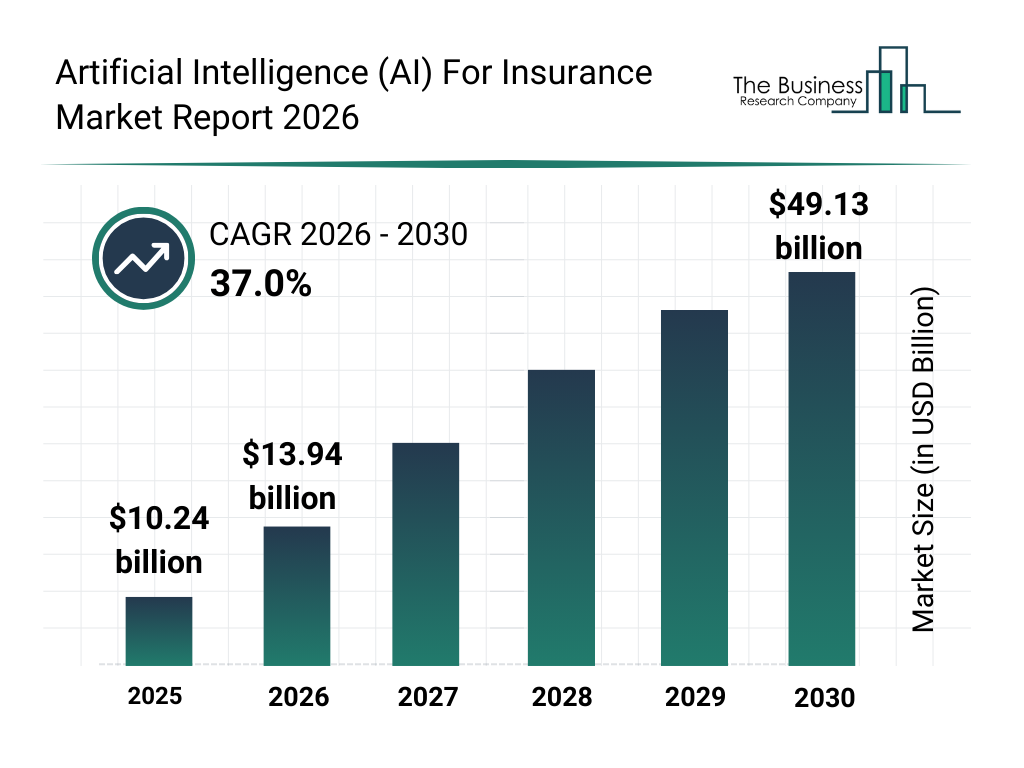 Artificial Intelligence (AI) For Insurance
Market Report 2026
The Business
Research Company
CAGR 2026 - 2030
37.0%
$10.24
billion
$13.94
billion
$49.13
billion
Market Size (in USD Billion)
2025
2026
2027
2028
2029
2030